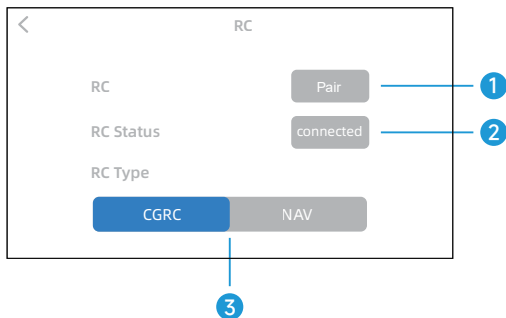 RC
RC Pair 1
RC Status connected 2
RC Type
CGRC NAV
3